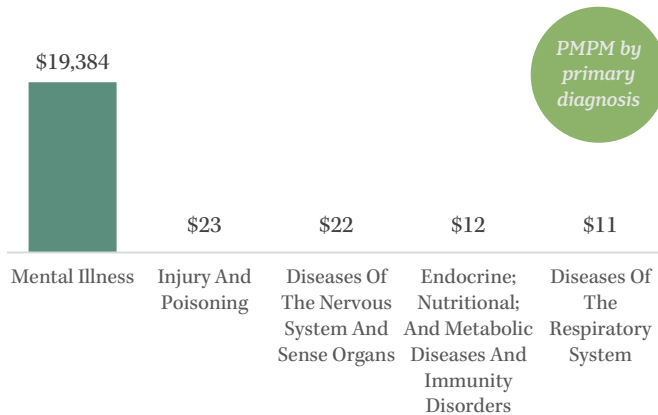 PMPM by
primary
diagnosis
$19,384
$23
$22
$12
$11
Mental Illness
Injury And
Poisoning
Diseases Of
The Nervous
System And
Sense Organs
Endocrine;
Nutritional;
And Metabolic
Diseases And
Immunity
Disorders
Diseases Of
The
Respiratory
System